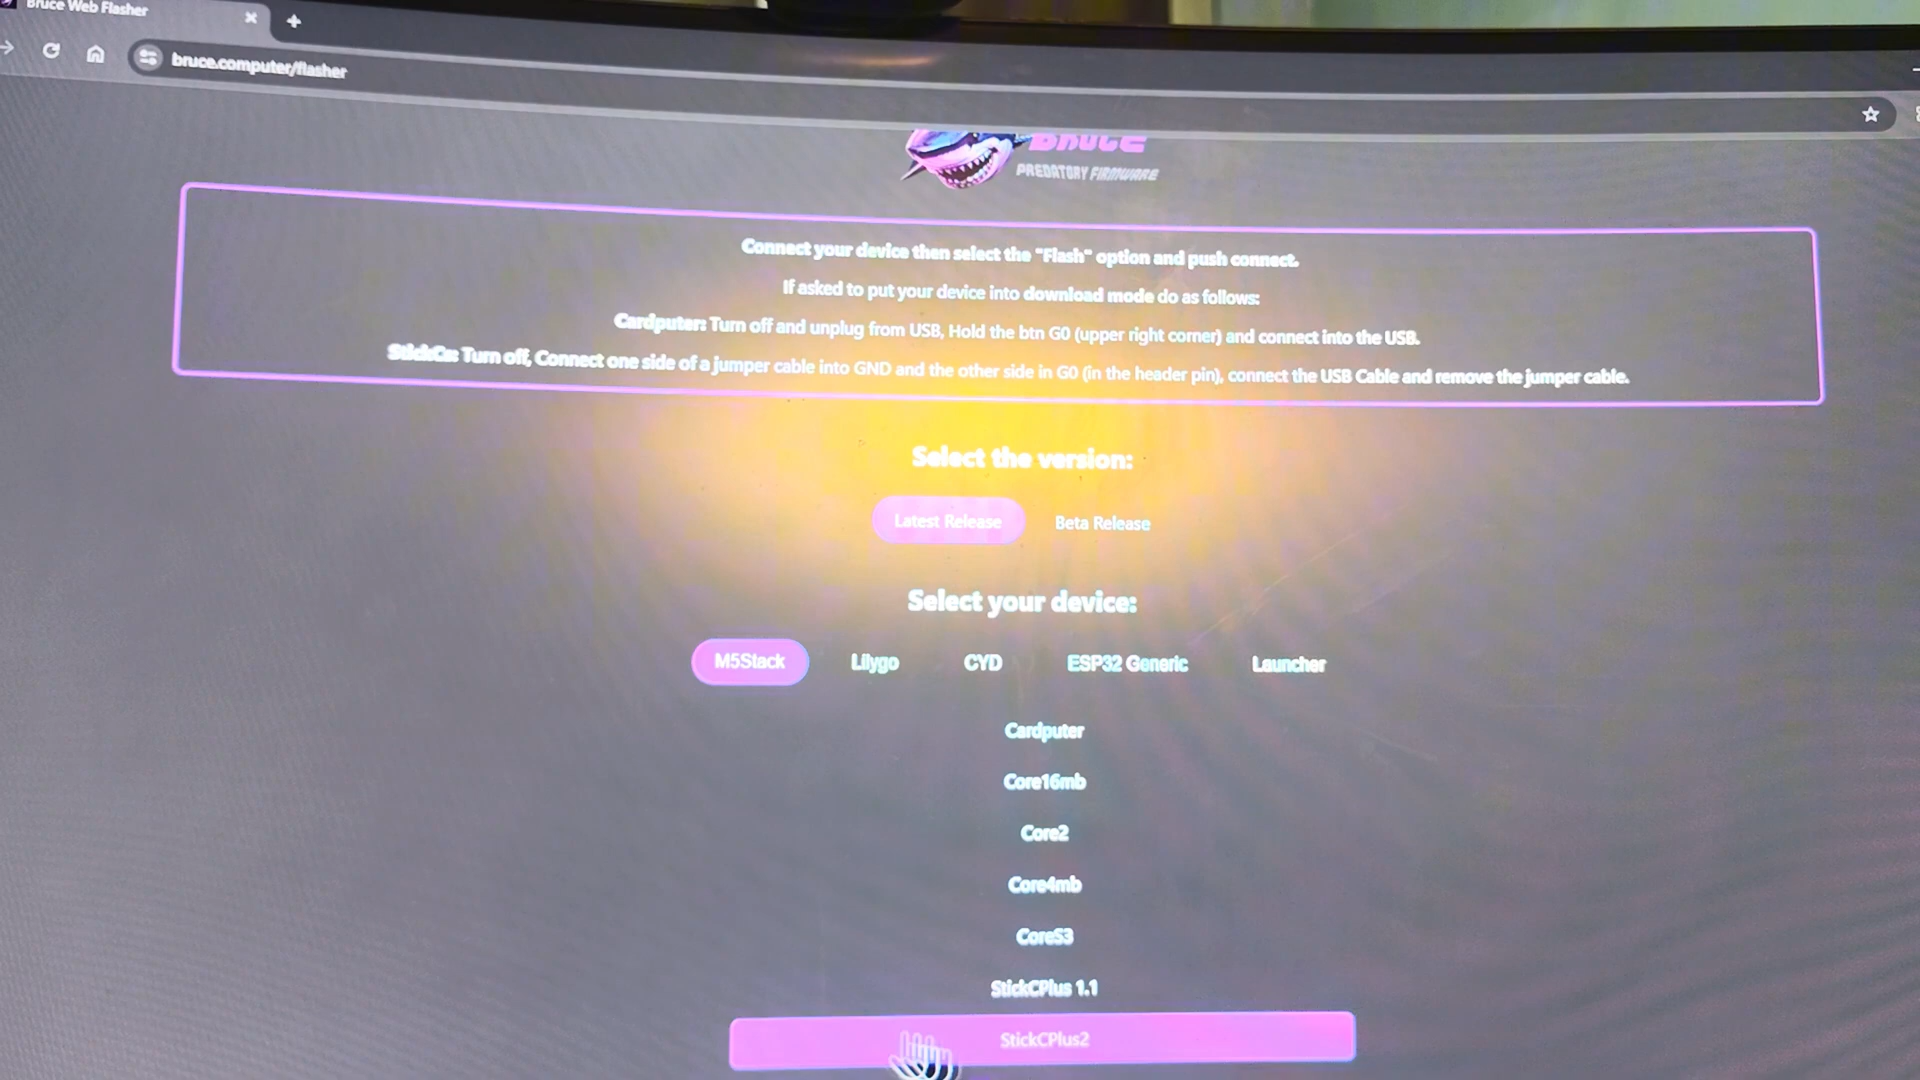 Bruce Web Flasher
bruce.computer/flasher
BRUCE
PREDATORY FIRMWARE
Connect your device then select the "Flash" option and push connect.
If asked to put your device into download mode do as follows:
Cardputer: Turn off and unplug from USB, Hold the btn G0 (upper right corner) and connect into the USB.
StickCs: Turn off, Connect one side of a jumper cable into GND and the other side in G0 (in the header pin), connect the USB Cable and remove the jumper cable.
Select the version:
Latest Release Beta Release
Select your device:
M5Stack Lilygo CYD ESP32 Generic Launcher
Cardputer
Core16mb
Core2
Core4mb
CoreS3
StickCPlus 1.1
StickCPlus2